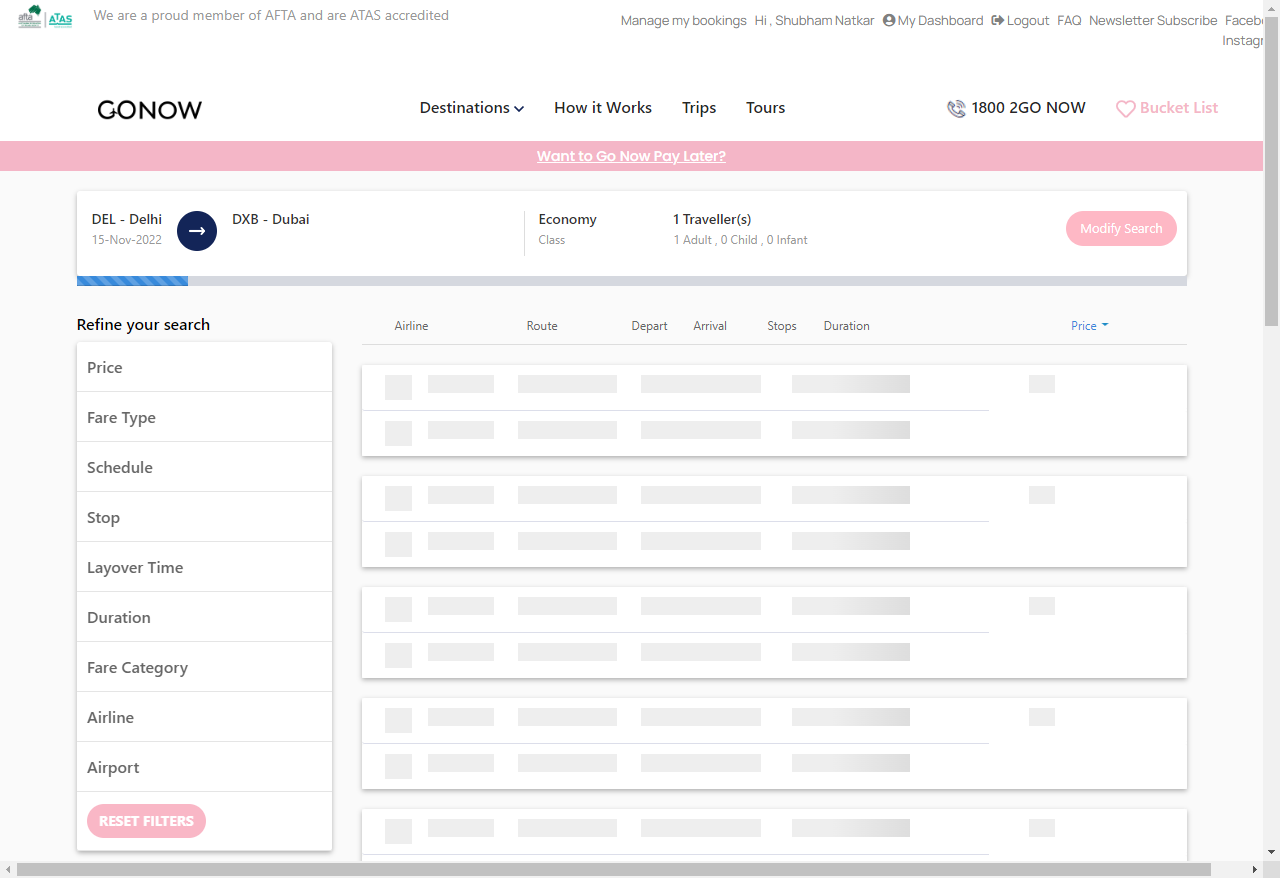 afta ATAS We are a proud member of AFTA and are ATAS accredited
Manage my bookings Hi , Shubham Natkar My Dashboard Logout FAQ Newsletter Subscribe Faceb
Instagr
GONOW Destinations How it Works Trips Tours 1800 2GO NOW Bucket List
Want to Go Now Pay Later?
DEL - Delhi DXB - Dubai Economy 1 Traveller(s)
15-Nov-2022 Class 1 Adult , 0 Child , 0 Infant
Modify Search
Refine your search
Airline Route Depart Arrival Stops Duration Price
Price
Fare Type
Schedule
Stop
Layover Time
Duration
Fare Category
Airline
Airport
RESET FILTERS